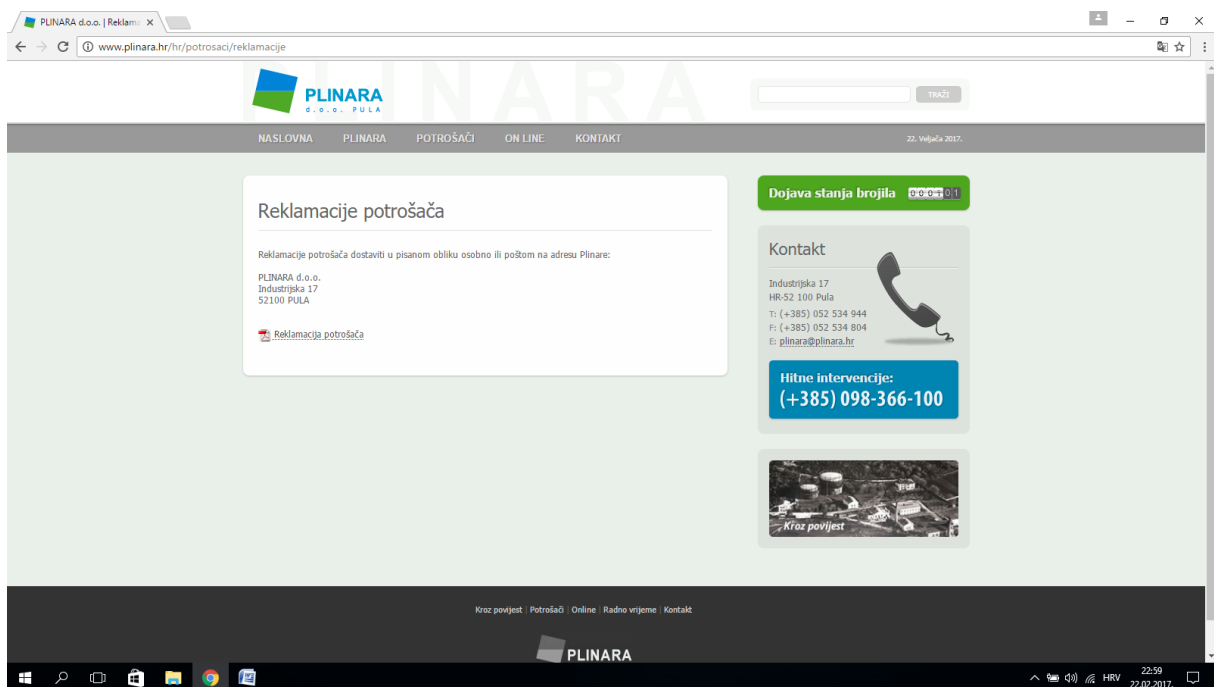 PLINARA d.o.o. | Reklama
www.plinara.hr/hr/potrosaci/reklamacije
PLINARA
PLINARA
d.o.o. PULA
TRAŽI
NASLOVNA PLINARA POTROŠAČI ON LINE KONTAKT
22. Veljača 2017.
Reklamacije potrošača
Reklamacije potrošača dostaviti u pisanom obliku osobno ili poštom na adresu Plinare:
PLINARA d.o.o.
Industrijska 17
52100 PULA
Reklamacija potrošača
Dojava stanja brojila 000101
Kontakt
Industrijska 17
HR-52 100 Pula
T: (+385) 052 534 944
F: (+385) 052 534 804
E: plinara@plinara.hr
Hitne intervencije:
(+385) 098-366-100
Kroz povijest
Kroz povijest | Potrošači | Online | Radno vrijeme | Kontakt
PLINARA
HRV
22:59
22.02.2017.